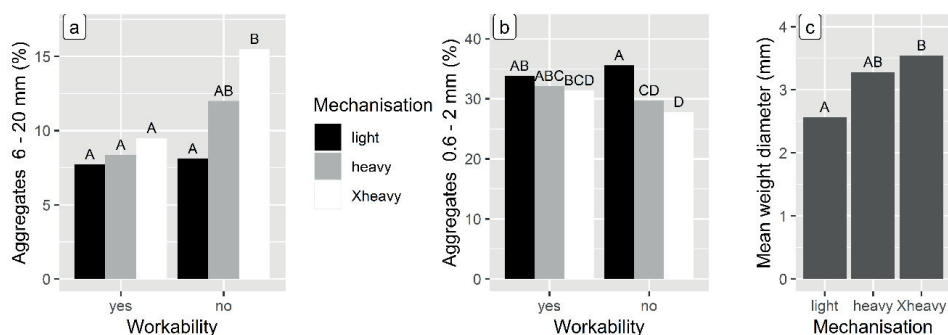 a
Aggregates 6 - 20 mm (%)
15
10
5
0
A
A
A
A
AB
B
yes
no
Workability
Mechanisation
light
heavy
Xheavy
b
Aggregates 0.6 - 2 mm (%)
40
30
20
10
0
AB
ABC
BCD
A
CD
D
yes
no
Workability
c
Mean weight diameter (mm)
4
3
2
1
0
A
AB
B
light heavy Xheavy
Mechanisation